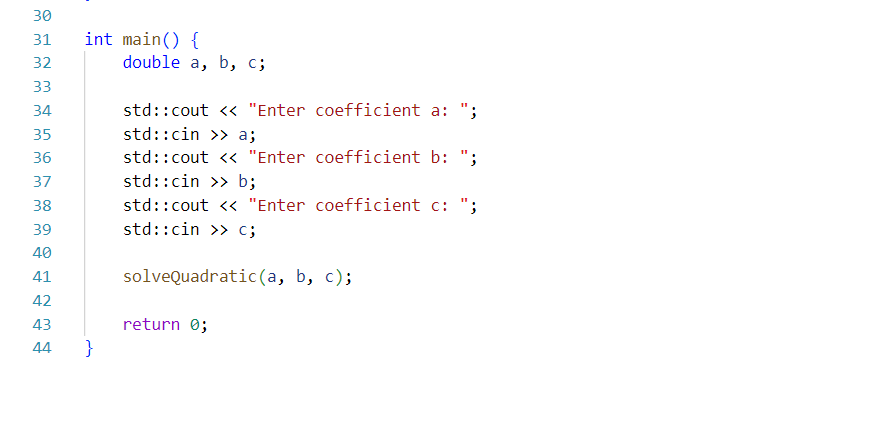 30
31 int main() {
32     double a, b, c;
33
34     std::cout << "Enter coefficient a: ";
35     std::cin >> a;
36     std::cout << "Enter coefficient b: ";
37     std::cin >> b;
38     std::cout << "Enter coefficient c: ";
39     std::cin >> c;
40
41     solveQuadratic(a, b, c);
42
43     return 0;
44 }